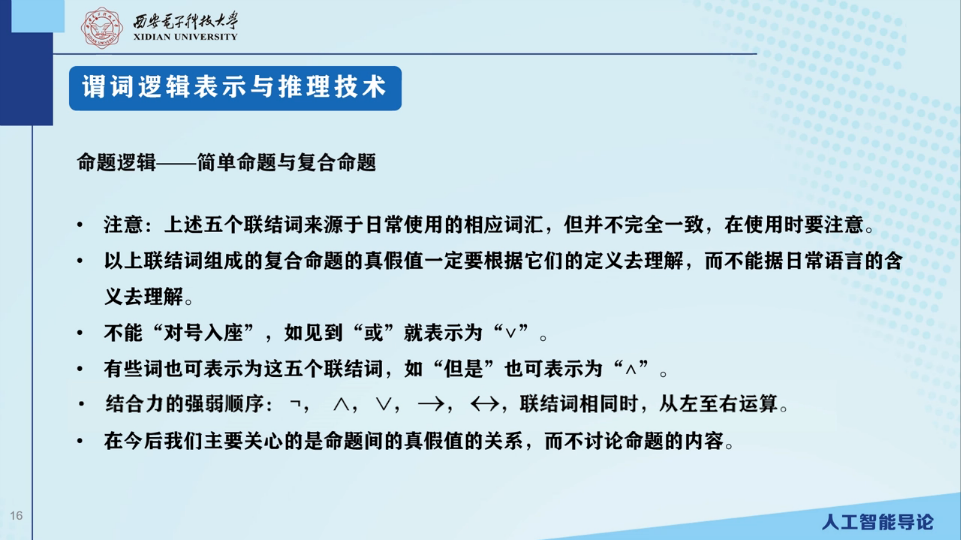 西安电子科技大学
XIDIAN UNIVERSITY
谓词逻辑表示与推理技术
命题逻辑——简单命题与复合命题
• 注意：上述五个联结词来源于日常使用的相应词汇，但并不完全一致，在使用时要注意。
• 以上联结词组成的复合命题的真假值一定要根据它们的定义去理解，而不能据日常语言的含
义去理解。
• 不能“对号入座”，如见到“或”就表示为“∨”。
• 有些词也可表示为这五个联结词，如“但是”也可表示为“∧”。
• 结合力的强弱顺序：¬， ∧， ∨， →， ↔，联结词相同时，从左至右运算。
• 在今后我们主要关心的是命题间的真假值的关系，而不讨论命题的内容。
16
人工智能导论